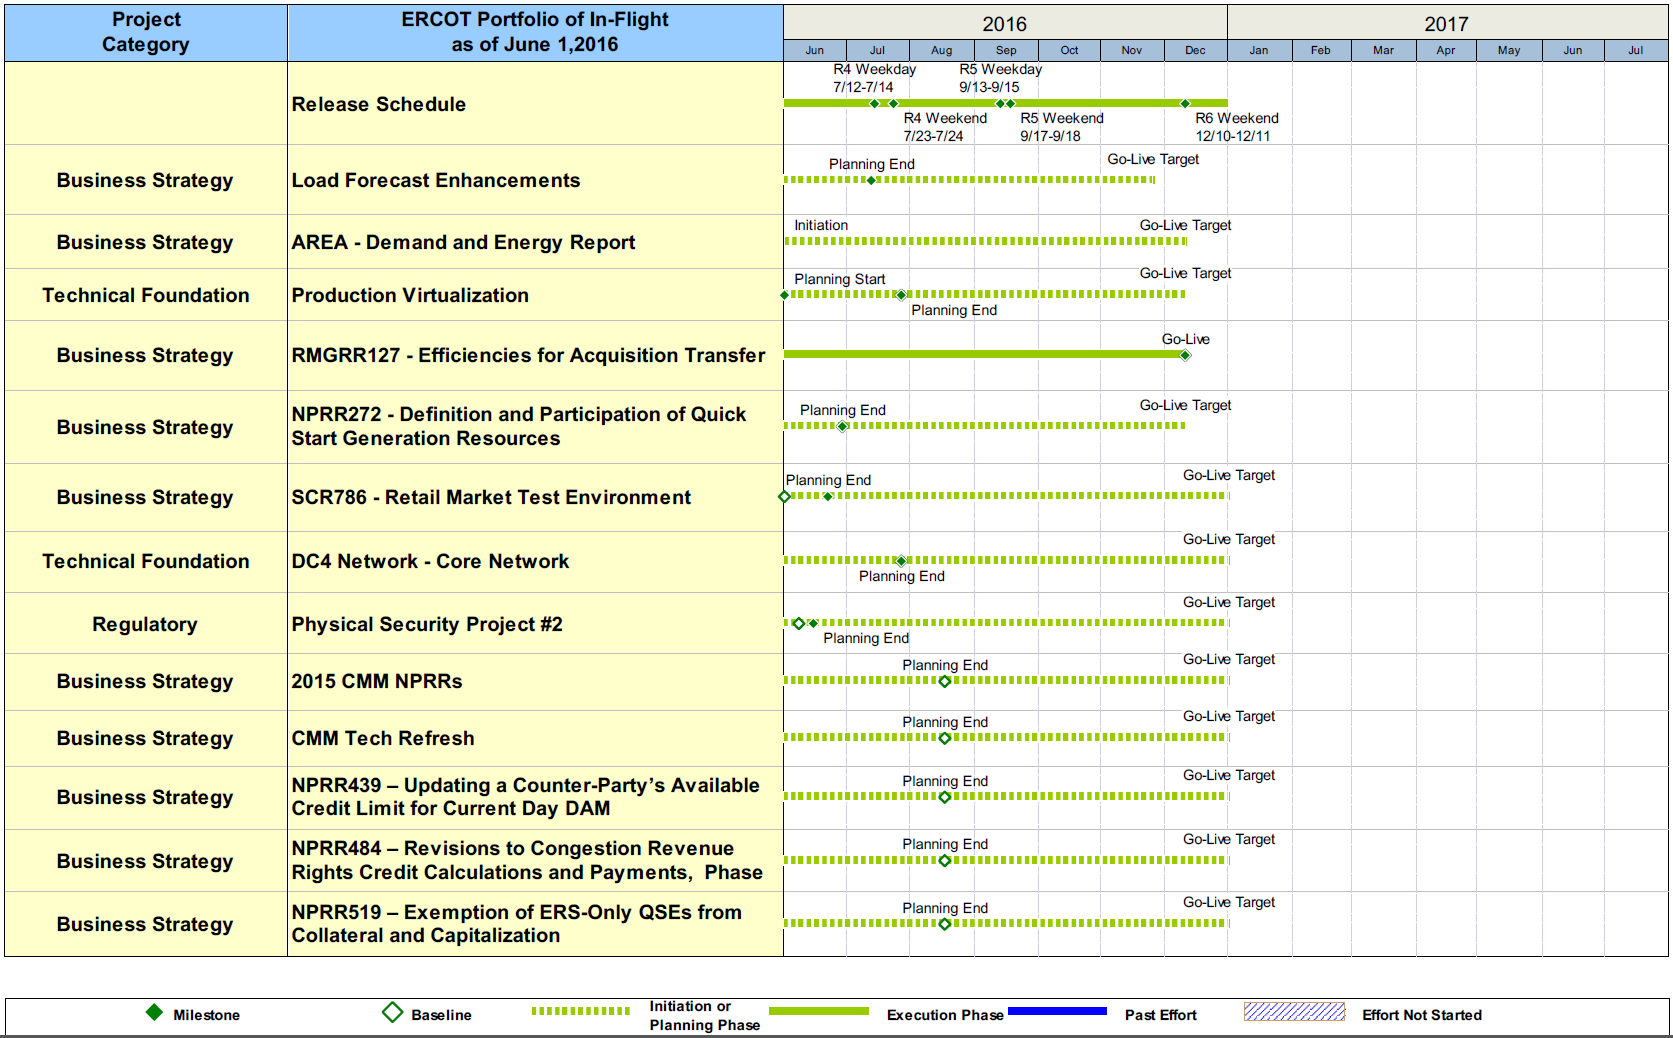 Project
Category
ERCOT Portfolio of In-Flight
as of June 1,2016
2016
2017
Jun Jul Aug Sep Oct Nov Dec Jan Feb Mar Apr May Jun Jul
Release Schedule
R4 Weekday
7/12-7/14
R5 Weekday
9/13-9/15
R4 Weekend
7/23-7/24
R5 Weekend
9/17-9/18
R6 Weekend
12/10-12/11
Business Strategy
Load Forecast Enhancements
Planning End
Go-Live Target
Business Strategy
AREA - Demand and Energy Report
Initiation
Go-Live Target
Technical Foundation
Production Virtualization
Planning Start
Go-Live Target
Planning End
Business Strategy
RMGRR127 - Efficiencies for Acquisition Transfer
Go-Live
Business Strategy
NPRR272 - Definition and Participation of Quick
Start Generation Resources
Planning End
Go-Live Target
Business Strategy
SCR786 - Retail Market Test Environment
Planning End
Go-Live Target
Technical Foundation
DC4 Network - Core Network
Go-Live Target
Planning End
Regulatory
Physical Security Project #2
Go-Live Target
Planning End
Business Strategy
2015 CMM NPRRs
Planning End
Go-Live Target
Business Strategy
CMM Tech Refresh
Planning End
Go-Live Target
Business Strategy
NPRR439 – Updating a Counter-Party’s Available
Credit Limit for Current Day DAM
Planning End
Go-Live Target
Business Strategy
NPRR484 – Revisions to Congestion Revenue
Rights Credit Calculations and Payments, Phase
Planning End
Go-Live Target
Business Strategy
NPRR519 – Exemption of ERS-Only QSEs from
Collateral and Capitalization
Planning End
Go-Live Target
Milestone
Baseline
Initiation or
Planning Phase
Execution Phase
Past Effort
Effort Not Started